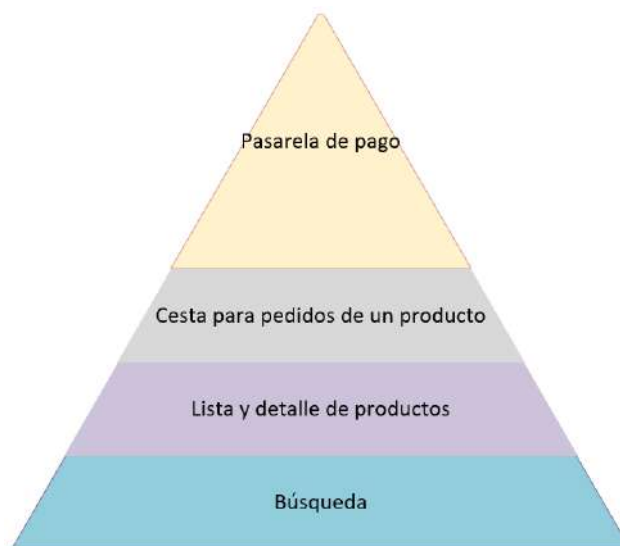 Pasarela de pago
Cesta para pedidos de un producto
Lista y detalle de productos
Búsqueda